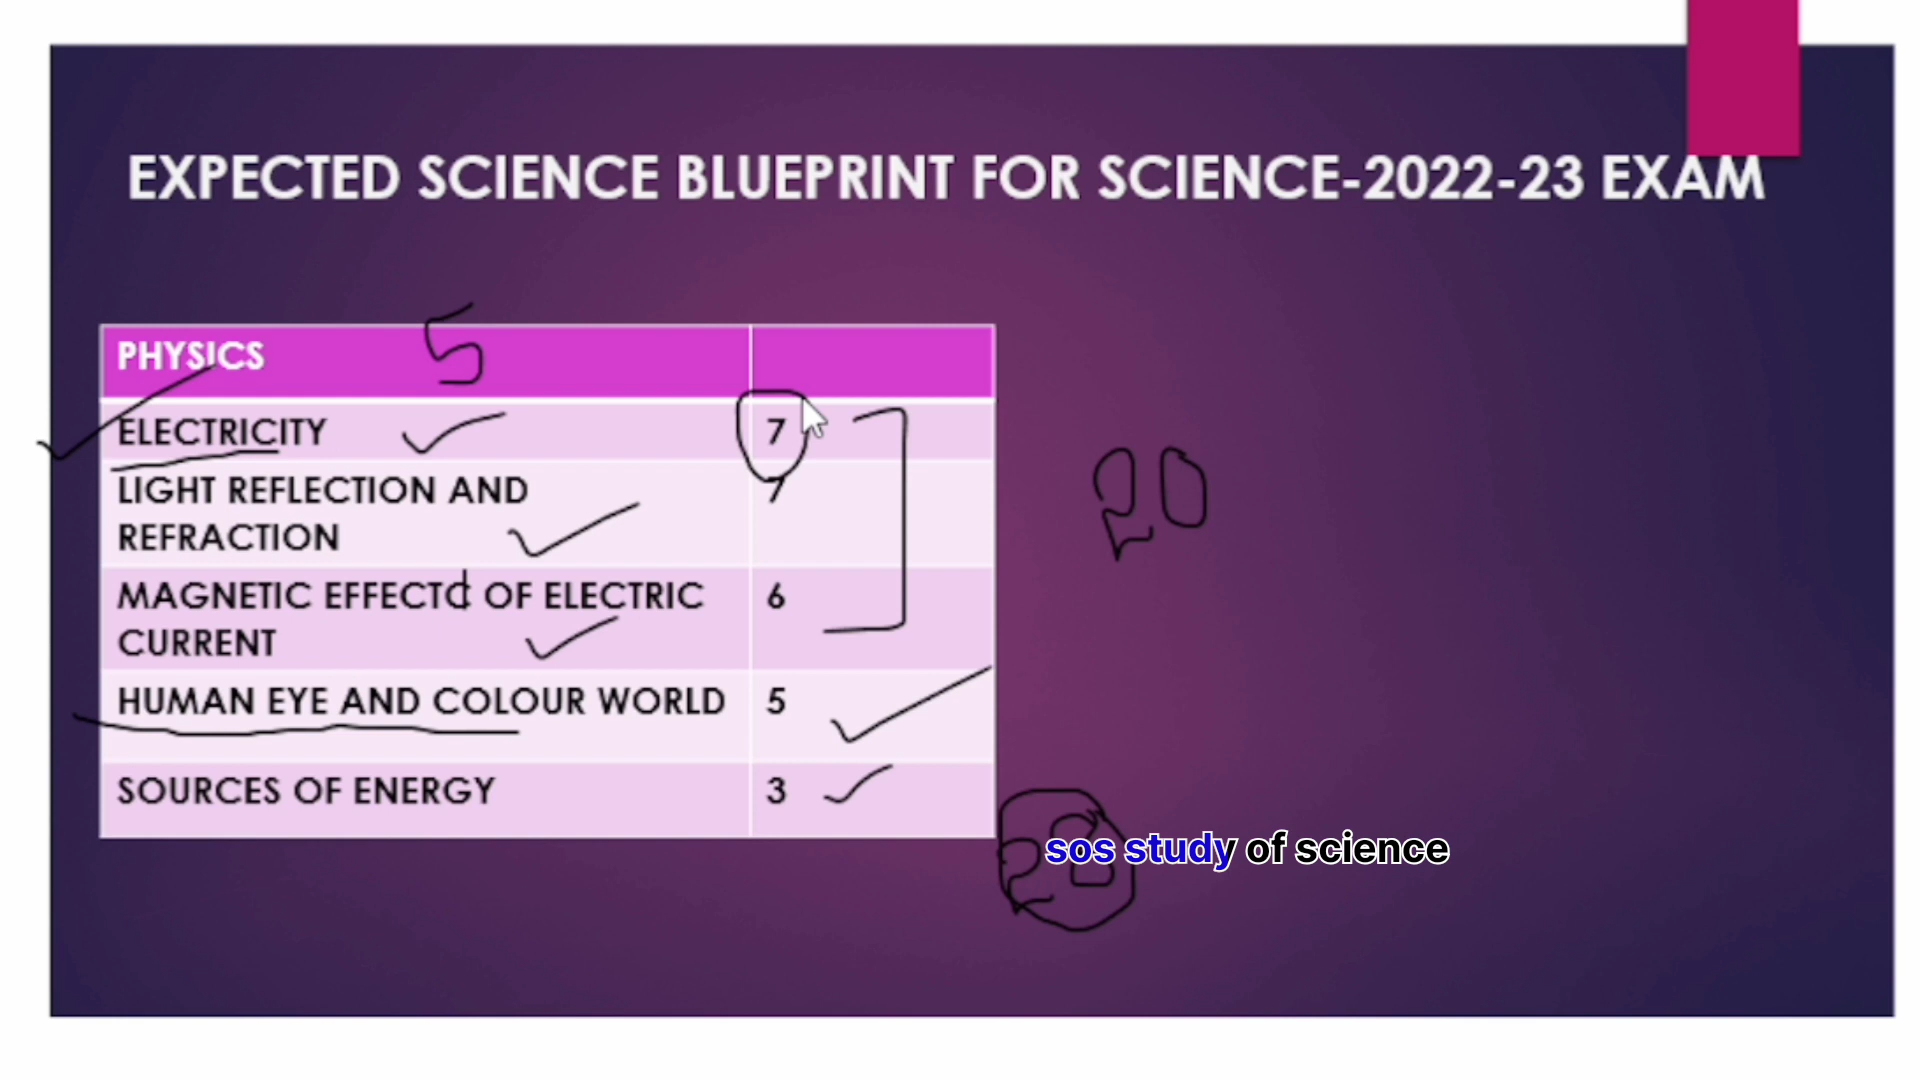 EXPECTED SCIENCE BLUEPRINT FOR SCIENCE-2022-23 EXAM
PHYSICS 5
ELECTRICITY 7
LIGHT REFLECTION AND 7
REFRACTION
20
MAGNETIC EFFECTd OF ELECTRIC 6
CURRENT
HUMAN EYE AND COLOUR WORLD 5
SOURCES OF ENERGY 3
28
sos study of science